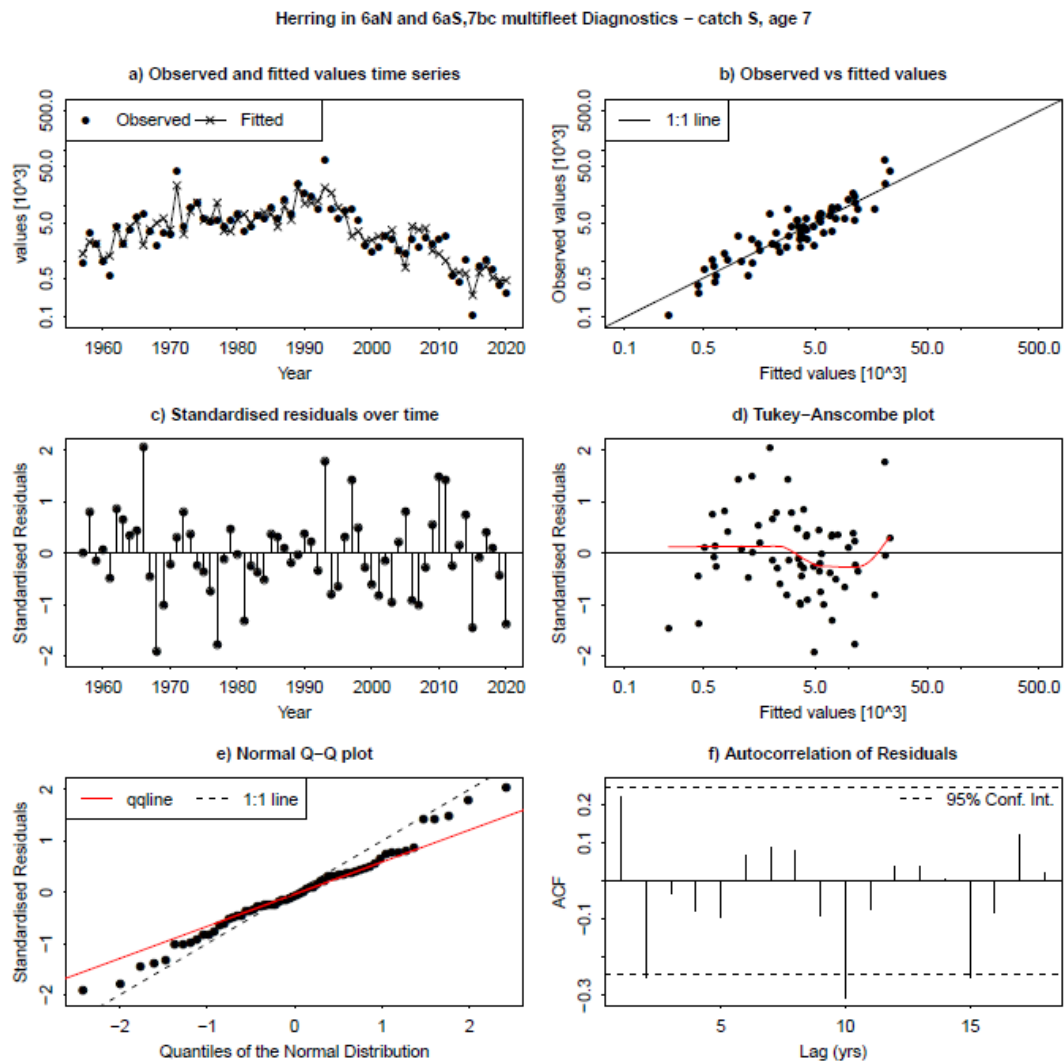 Herring in 6aN and 6aS,7bc multifleet Diagnostics − catch S, age 7
a) Observed and fitted values time series
values [10^3]
500.0
50.0
5.0
0.5
0.1
Observed
Fitted
1960 1970 1980 1990 2000 2010 2020
Year
b) Observed vs fitted values
Observed values [10^3]
500.0
50.0
5.0
0.5
0.1
1:1 line
0.1 0.5 5.0 50.0 500.0
Fitted values [10^3]
c) Standardised residuals over time
Standardised Residuals
2
1
0
−1
−2
1960 1970 1980 1990 2000 2010 2020
Year
d) Tukey−Anscombe plot
Standardised Residuals
2
1
0
−1
−2
0.1 0.5 5.0 50.0 500.0
Fitted values [10^3]
e) Normal Q−Q plot
Standardised Residuals
2
1
0
−1
−2
qqline
1:1 line
−2 −1 0 1 2
Quantiles of the Normal Distribution
f) Autocorrelation of Residuals
ACF
0.2
0.1
−0.1
−0.3
95% Conf. Int.
5 10 15
Lag (yrs)